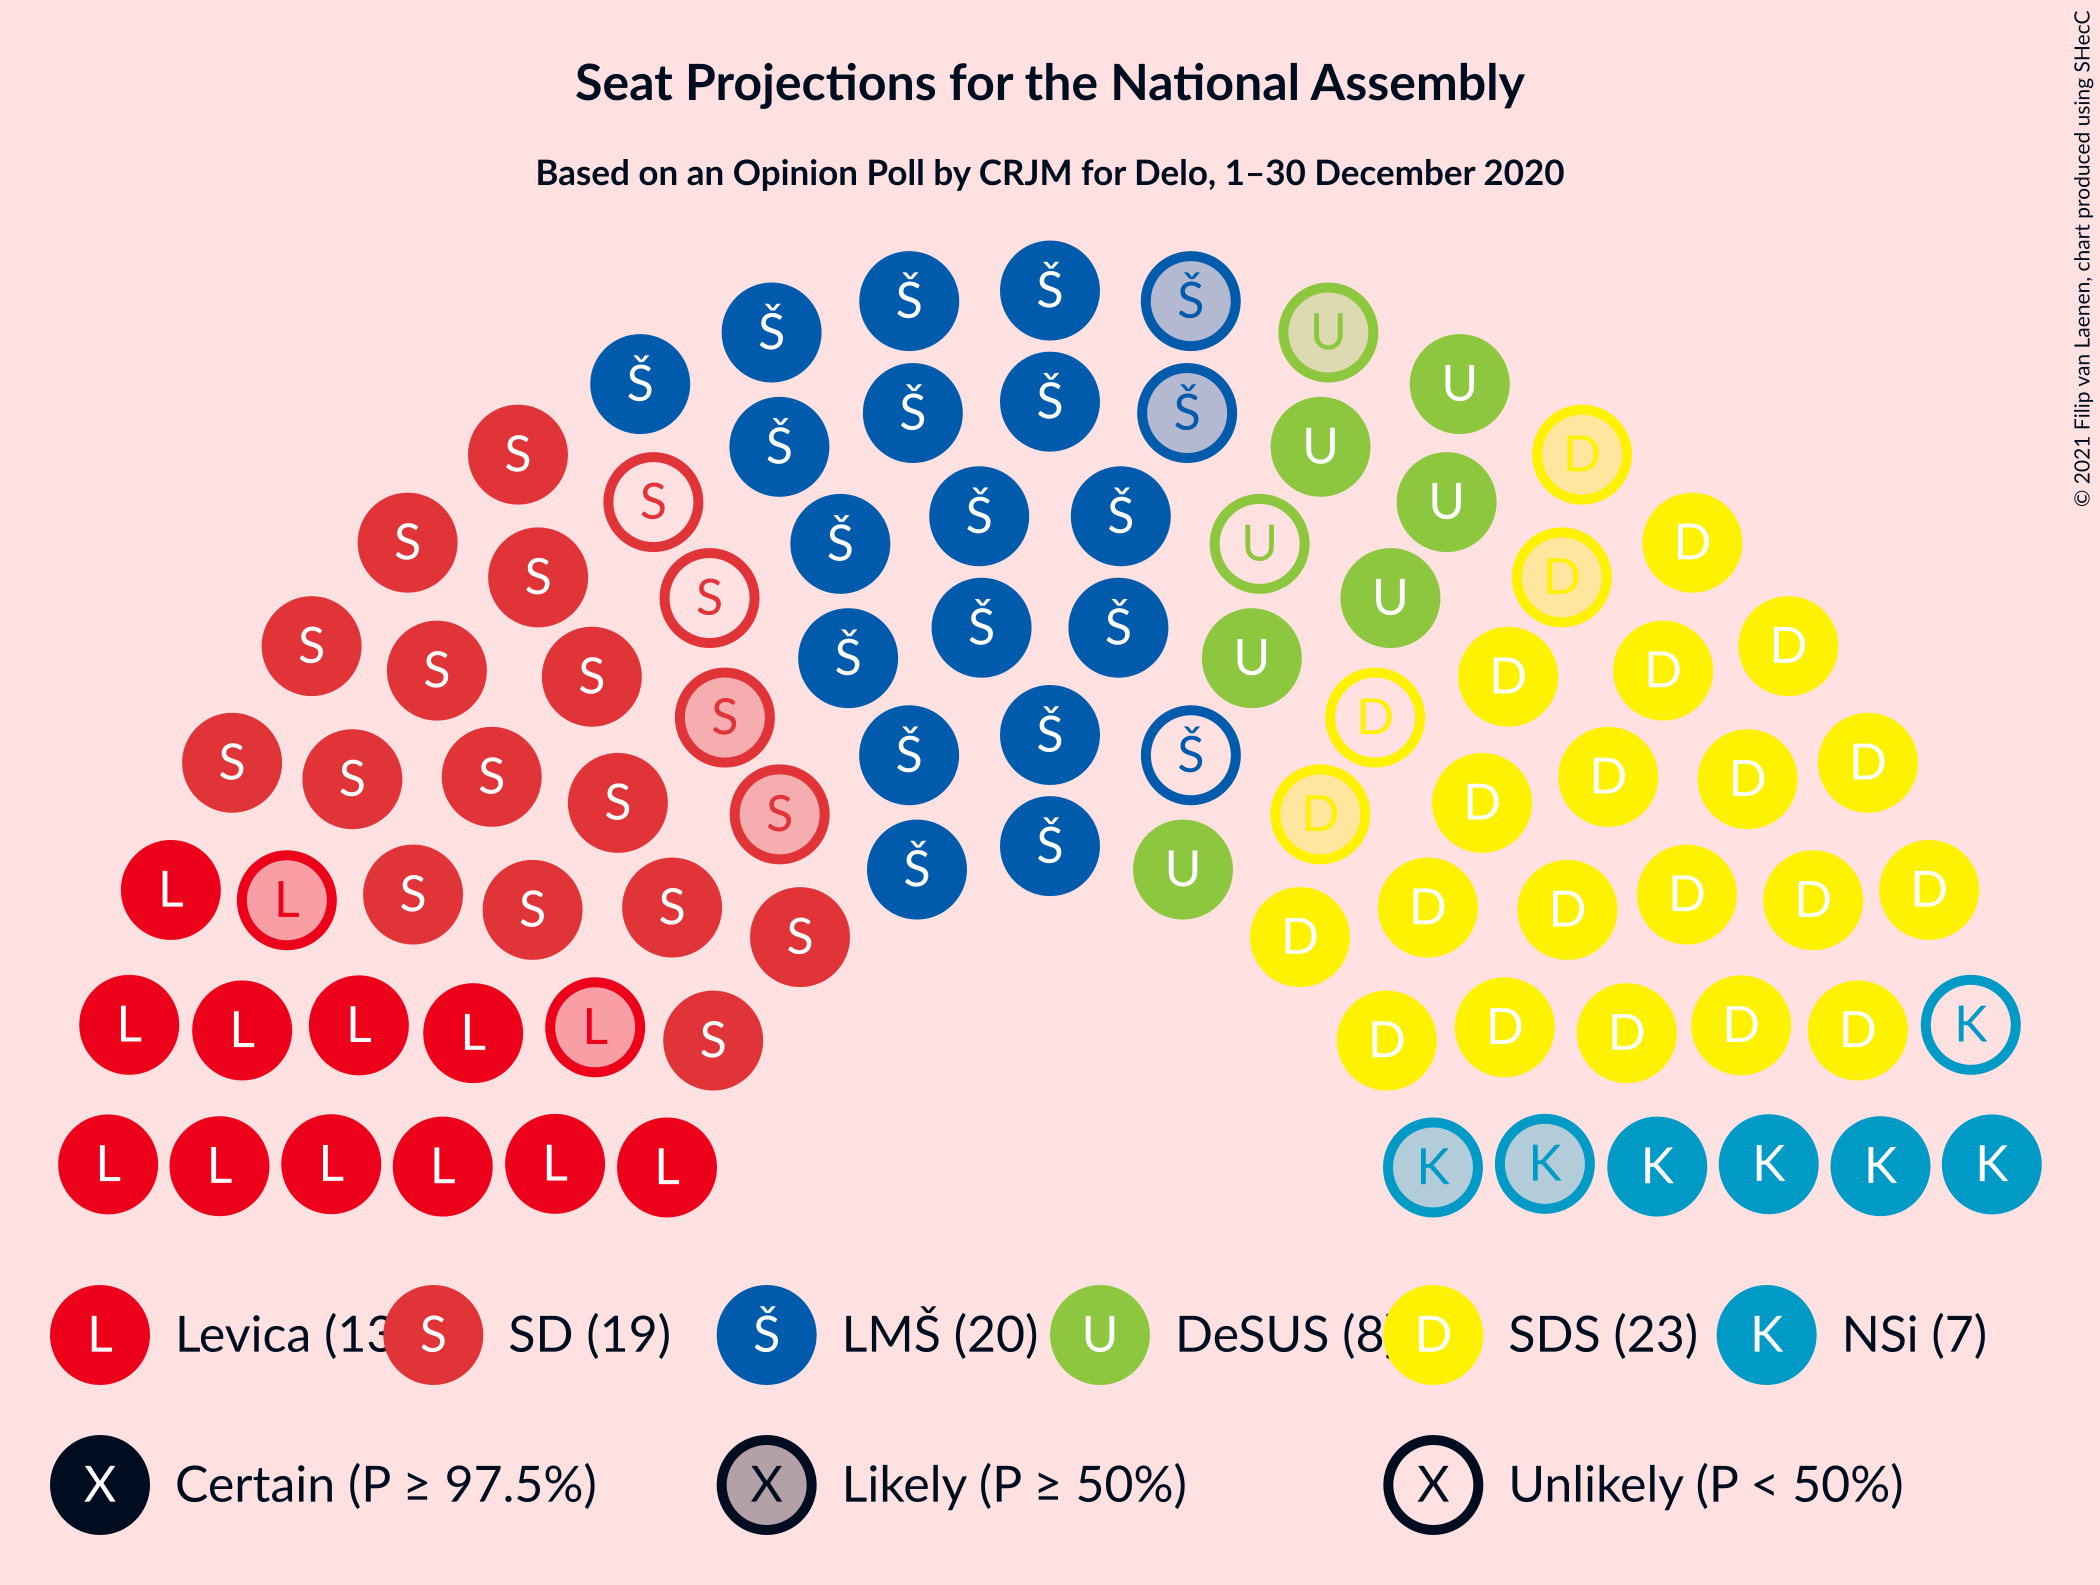 Seat Projections for the National Assembly
Based on an Opinion Poll by CRJM for Delo, 1–30 December 2020
© 2021 Filip van Laenen, chart produced using SHecC
Š Š Š
Š U
Š U
Š Š Š
S Š U D
S Š Š U
S Š U D
S S U D
S Š Š Š U D
S S D D
S Š Š Š D
S S S D D D
S S D D
L L S S S Š Š U D D D D D
S D
L L L L L S D D D D D K
L L L L L L K K K K K K
L Levica (13 S SD (19) Š LMŠ (20) U DeSUS (8 D SDS (23) K NSi (7)
X Certain (P ≥ 97.5%) X Likely (P ≥ 50%) X Unlikely (P < 50%)